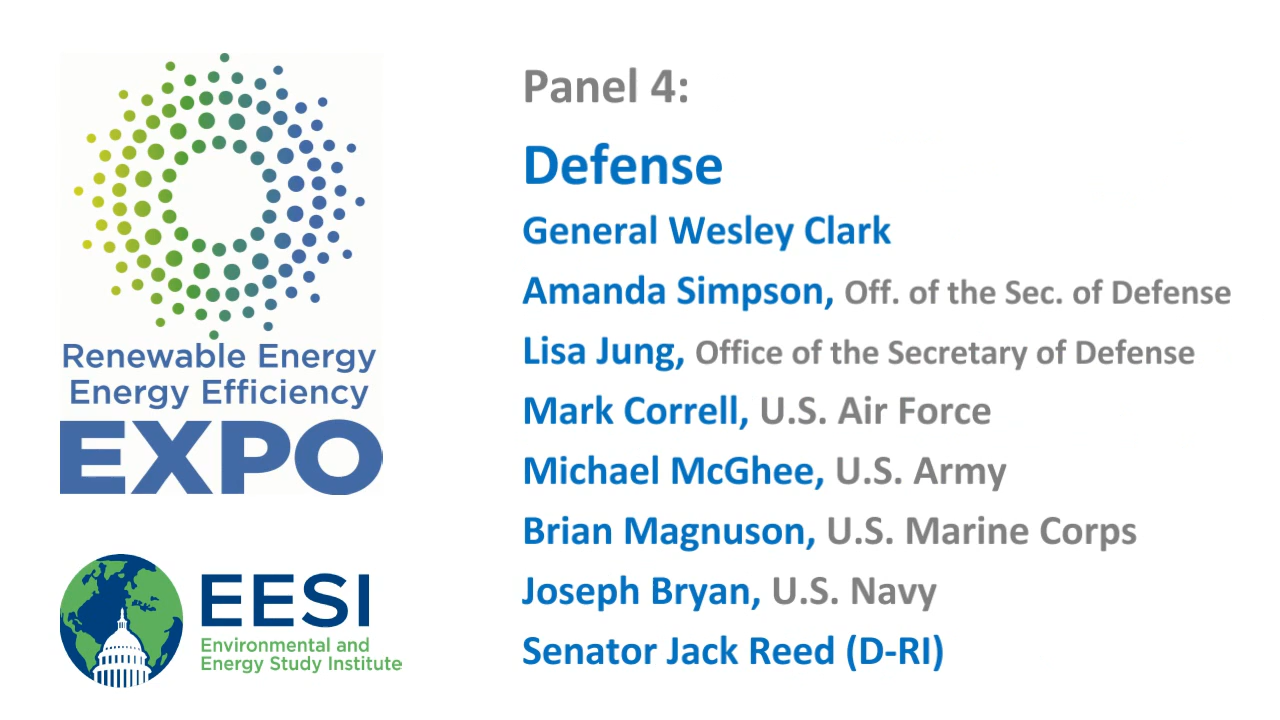 Renewable Energy
Energy Efficiency
EXPO
EESI
Environmental and
Energy Study Institute
Panel 4:
Defense
General Wesley Clark
Amanda Simpson, Off. of the Sec. of Defense
Lisa Jung, Office of the Secretary of Defense
Mark Correll, U.S. Air Force
Michael McGhee, U.S. Army
Brian Magnuson, U.S. Marine Corps
Joseph Bryan, U.S. Navy
Senator Jack Reed (D-RI)